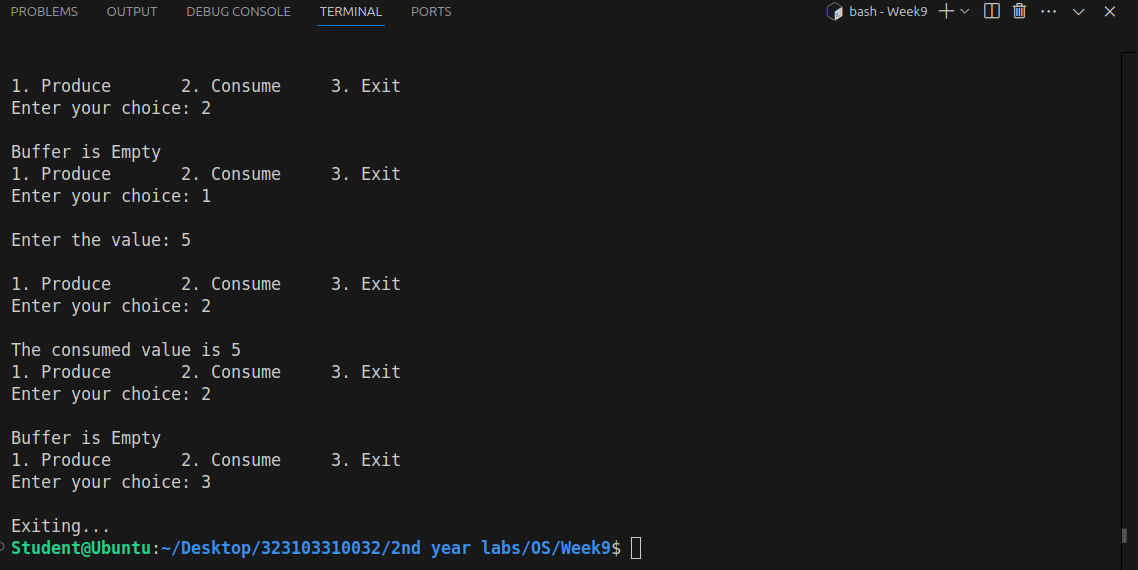 PROBLEMS OUTPUT DEBUG CONSOLE TERMINAL PORTS bash - Week9
1. Produce 2. Consume 3. Exit
Enter your choice: 2
Buffer is Empty
1. Produce 2. Consume 3. Exit
Enter your choice: 1
Enter the value: 5
1. Produce 2. Consume 3. Exit
Enter your choice: 2
The consumed value is 5
1. Produce 2. Consume 3. Exit
Enter your choice: 2
Buffer is Empty
1. Produce 2. Consume 3. Exit
Enter your choice: 3
Exiting...
Student@Ubuntu:~/Desktop/323103310032/2nd year labs/OS/Week9$